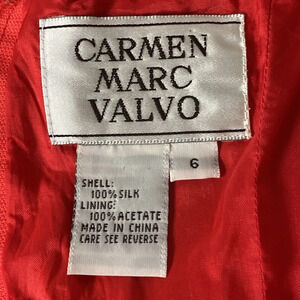 CARMEN
MARC
VALVO
6
SHELL:
100% SILK
LINING:
100% ACETATE
MADE IN CHINA
CARE SEE REVERSE